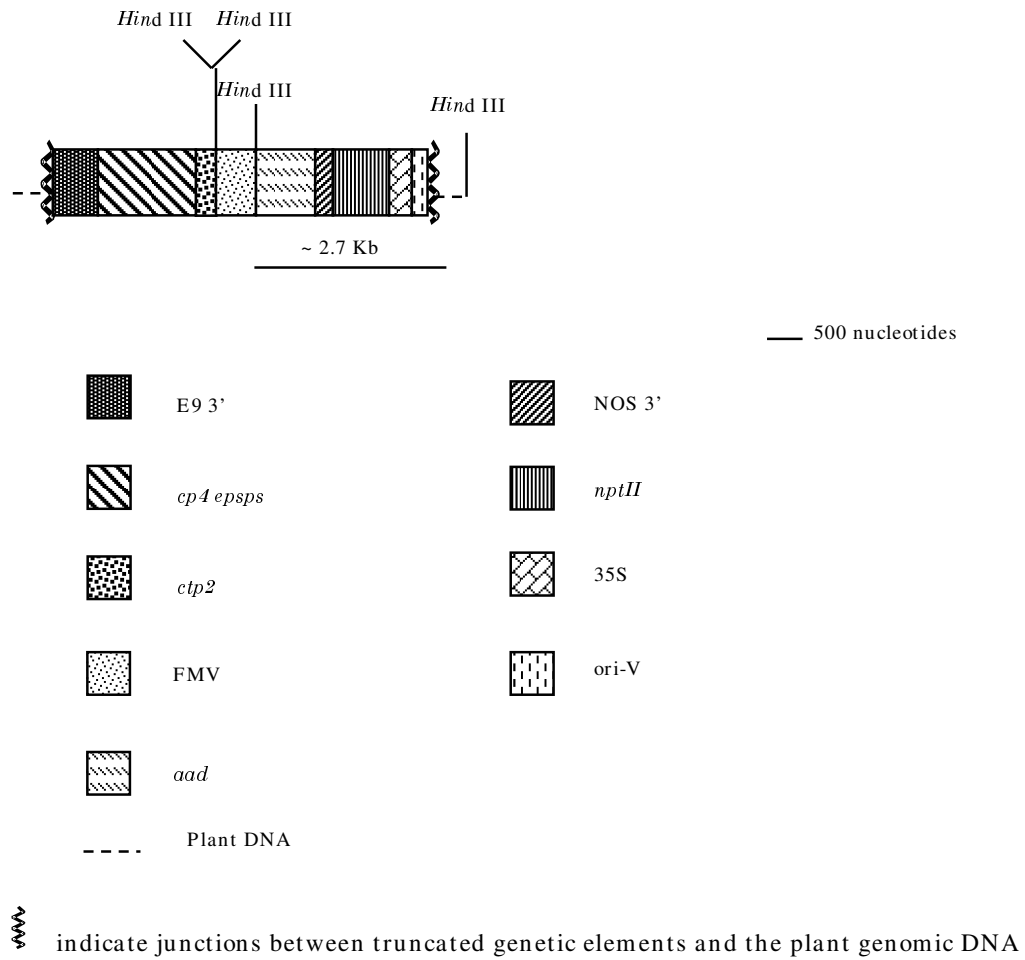 Hind III Hind III
Hind III
Hind III
~ 2.7 Kb
500 nucleotides
E9 3’
NOS 3’
cp4 epsps
nptII
ctp2
35S
FMV
ori-V
aad
Plant DNA
indicate junctions between truncated genetic elements and the plant genomic DNA